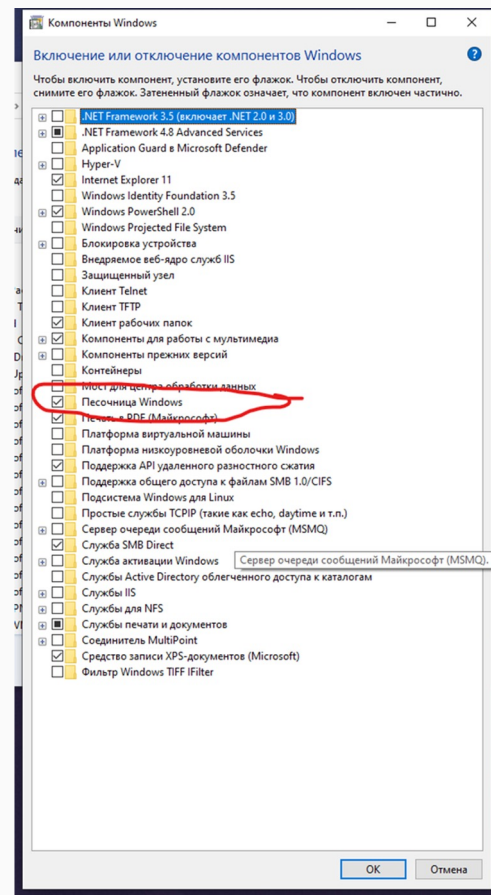 Компоненты Windows
Включение или отключение компонентов Windows
Чтобы включить компонент, установите его флажок. Чтобы отключить компонент,
снимите его флажок. Затененный флажок означает, что компонент включен частично.
.NET Framework 3.5 (включает .NET 2.0 и 3.0)
.NET Framework 4.8 Advanced Services
Application Guard в Microsoft Defender
Hyper-V
Internet Explorer 11
Windows Identity Foundation 3.5
Windows PowerShell 2.0
Windows Projected File System
Блокировка устройства
Внедряемое веб-ядро служб IIS
Защищенный узел
Клиент Telnet
Клиент TFTP
Клиент рабочих папок
Компоненты для работы с мультимедиа
Компоненты прежних версий
Контейнеры
Мост для центра обработки данных
Песочница Windows
Печать в PDF (Майкрософт)
Платформа виртуальной машины
Платформа низкоуровневой оболочки Windows
Поддержка API удаленного разностного сжатия
Поддержка общего доступа к файлам SMB 1.0/CIFS
Подсистема Windows для Linux
Простые службы TCPIP (такие как echo, daytime и т.п.)
Сервер очереди сообщений Майкрософт (MSMQ)
Служба SMB Direct
Служба активации Windows
Сервер очереди сообщений Майкрософт (MSMQ).
Службы Active Directory облегченного доступа к каталогам
Службы IIS
Службы для NFS
Службы печати и документов
Соединитель MultiPoint
Средство записи XPS-документов (Microsoft)
Фильтр Windows TIFF IFilter
OK
Отмена